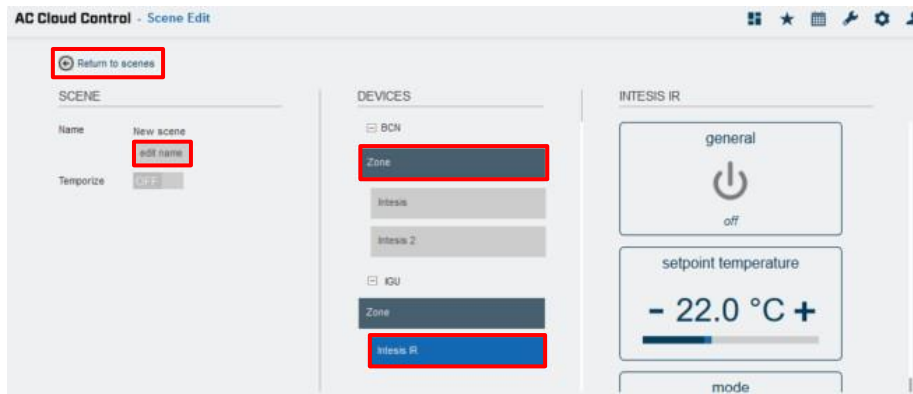 AC Cloud Control - Scene Edit
Return to scenes
SCENE
Name New scene
edit name
Temporize OFF
DEVICES
BCN
Zone
Intesis
Intesis 2
IGU
Zone
Intesis IR
INTESIS IR
general
off
setpoint temperature
- 22.0 °C +
mode